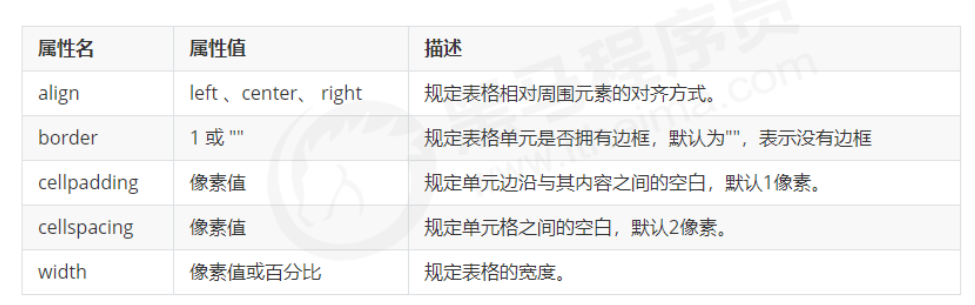 属性名 属性值 描述
align left 、center、 right 规定表格相对周围元素的对齐方式。
border 1 或 "" 规定表格单元是否拥有边框，默认为""，表示没有边框
cellpadding 像素值 规定单元边沿与其内容之间的空白，默认1像素。
cellspacing 像素值 规定单元格之间的空白，默认2像素。
width 像素值或百分比 规定表格的宽度。
黑马程序员
www.itheima.com